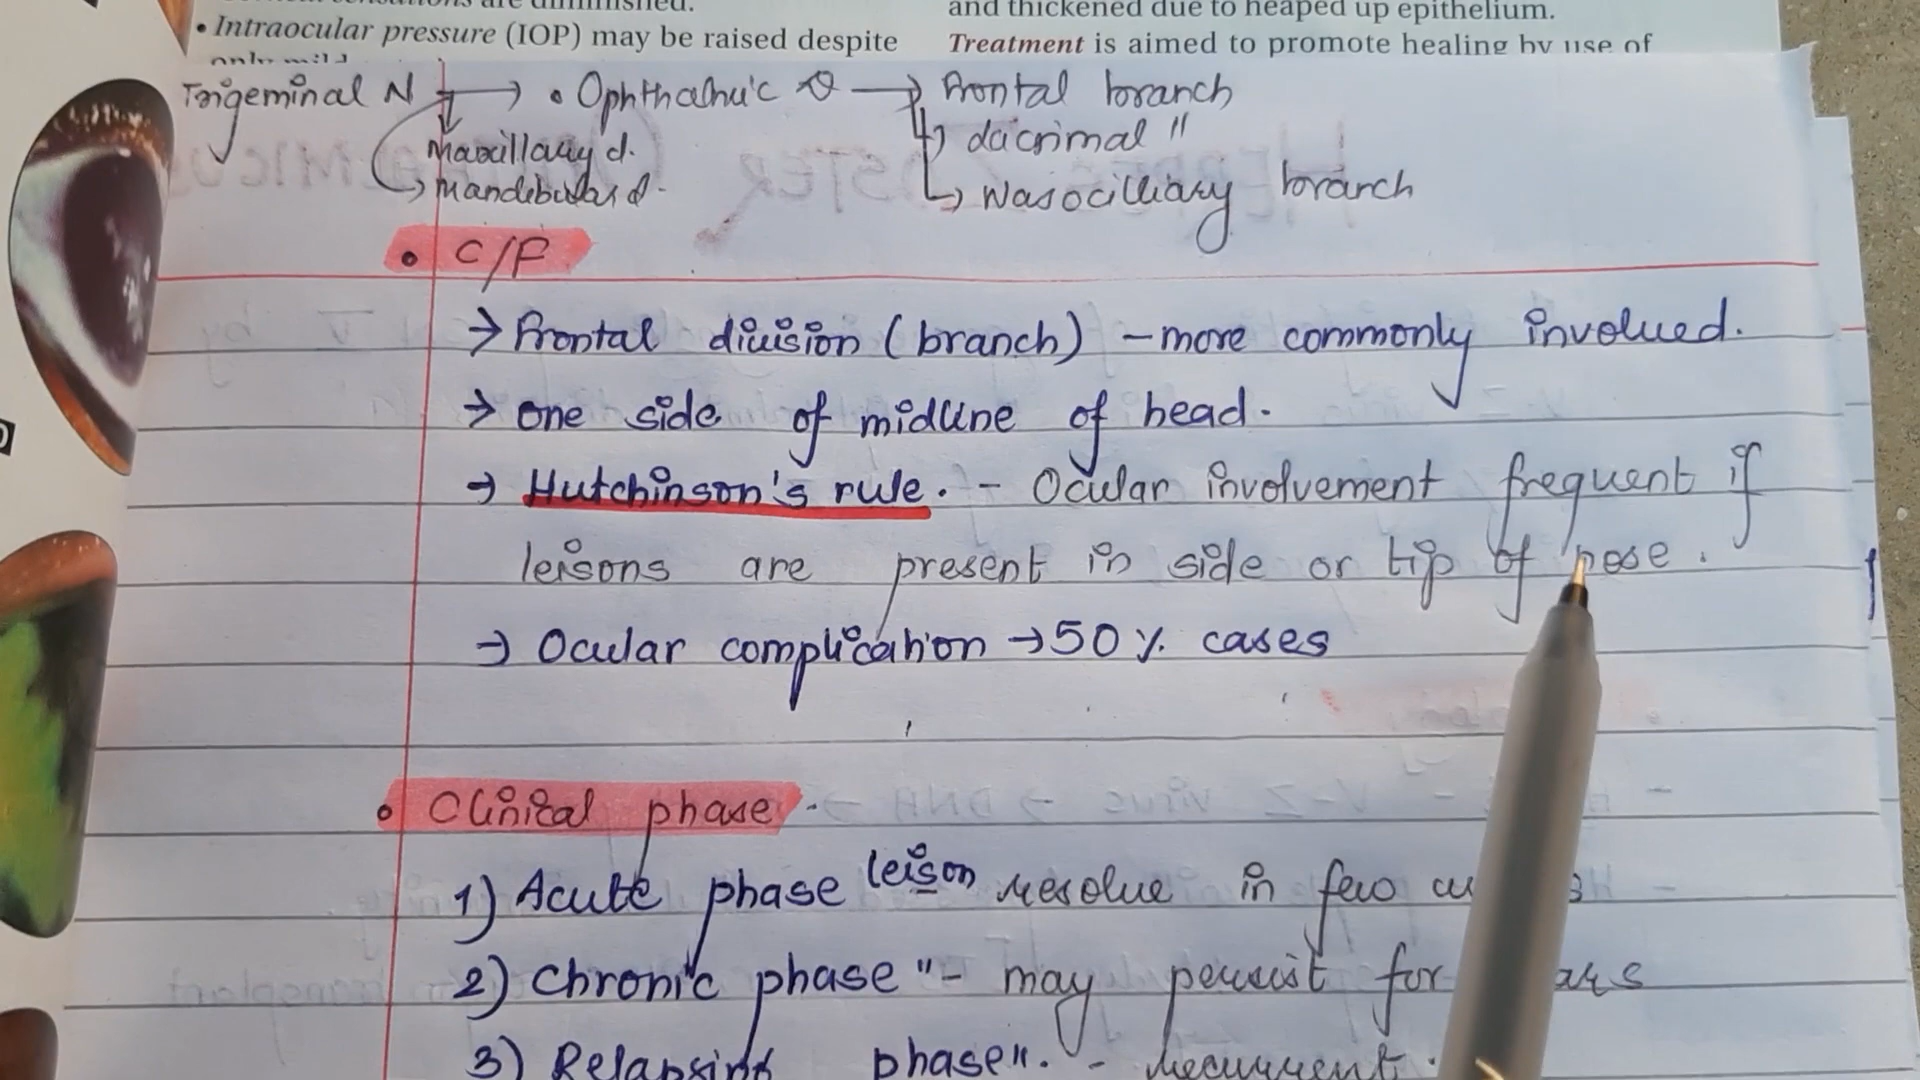 • Intraocular pressure (IOP) may be raised despite
and thickened due to heaped up epithelium.
Treatment is aimed to promote healing by use of
Trigeminal N → • Ophthalmic → Frontal branch
Maxillary d.
Mandibular d.
↳ Lacrimal "
↳ Nasociliary branch
• C/F
→ Frontal division (branch) – more commonly involved.
→ one side of midline of head.
→ Hutchinson's rule. – Ocular involvement frequent if
leisons are present in side or tip of nose.
→ Ocular complication → 50% cases
• Clinical phase.
1) Acute phase leison resolve in few
2) Chronic phase " – may persist for
3) Relapsing phase ". – recurrent.